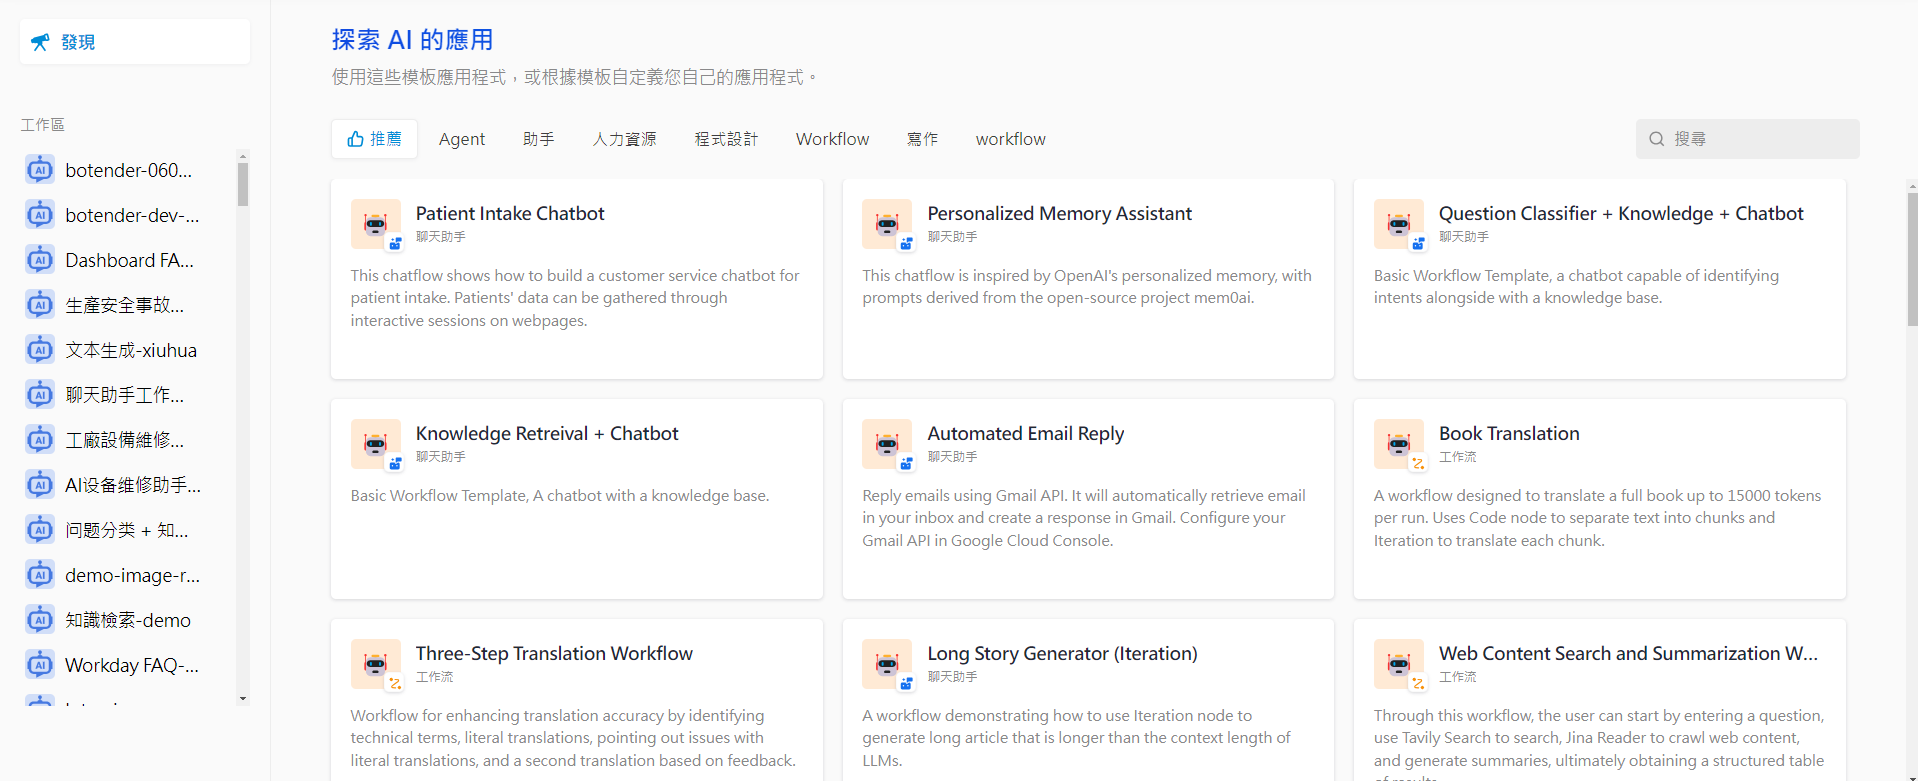 發現
工作區
botender-060...
botender-dev-...
Dashboard FA...
生產安全事故...
文本生成-xiuhua
聊天助手工作...
工廠設備維修...
AI设备维修助手...
问题分类 + 知...
demo-image-r...
知識檢索-demo
Workday FAQ-...
探索 AI 的應用
使用這些模板應用程式，或根據模板自定義您自己的應用程式。
推薦 Agent 助手 人力資源 程式設計 Workflow 寫作 workflow
搜尋
Patient Intake Chatbot
聊天助手
This chatflow shows how to build a customer service chatbot for
patient intake. Patients' data can be gathered through
interactive sessions on webpages.
Personalized Memory Assistant
聊天助手
This chatflow is inspired by OpenAI's personalized memory, with
prompts derived from the open-source project mem0ai.
Question Classifier + Knowledge + Chatbot
聊天助手
Basic Workflow Template, a chatbot capable of identifying
intents alongside with a knowledge base.
Knowledge Retreival + Chatbot
聊天助手
Basic Workflow Template, A chatbot with a knowledge base.
Automated Email Reply
聊天助手
Reply emails using Gmail API. It will automatically retrieve email
in your inbox and create a response in Gmail. Configure your
Gmail API in Google Cloud Console.
Book Translation
工作流
A workflow designed to translate a full book up to 15000 tokens
per run. Uses Code node to separate text into chunks and
Iteration to translate each chunk.
Three-Step Translation Workflow
工作流
Workflow for enhancing translation accuracy by identifying
technical terms, literal translations, pointing out issues with
literal translations, and a second translation based on feedback.
Long Story Generator (Iteration)
聊天助手
A workflow demonstrating how to use Iteration node to
generate long article that is longer than the context length of
LLMs.
Web Content Search and Summarization W...
工作流
Through this workflow, the user can start by entering a question,
use Tavily Search to search, Jina Reader to crawl web content,
and generate summaries, ultimately obtaining a structured table